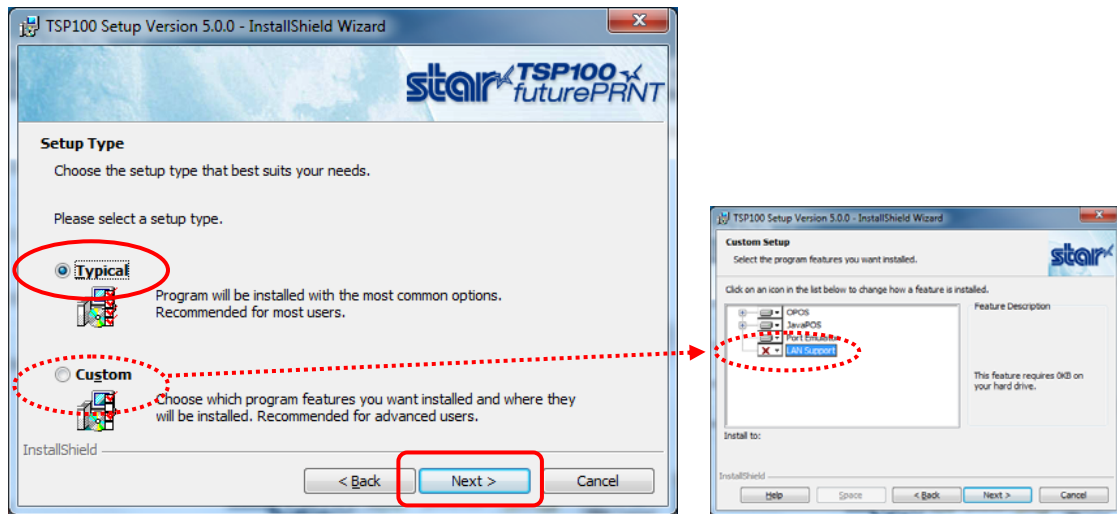 TSP100 Setup Version 5.0.0 - InstallShield Wizard
star TSP100
futurePRNT
Setup Type
Choose the setup type that best suits your needs.
Please select a setup type.
Typical
Program will be installed with the most common options.
Recommended for most users.
Custom
Choose which program features you want installed and where they
will be installed. Recommended for advanced users.
InstallShield
< Back
Next >
Cancel
TSP100 Setup Version 5.0.0 - InstallShield Wizard
Custom Setup
Select the program features you want installed.
star
Click on an icon in the list below to change how a feature is installed.
OPOS
JavaPOS
Port Emulator
LAN Support
Feature Description
This feature requires 0KB on
your hard drive.
Install to:
InstallShield
Help
Space
< Back
Next >
Cancel